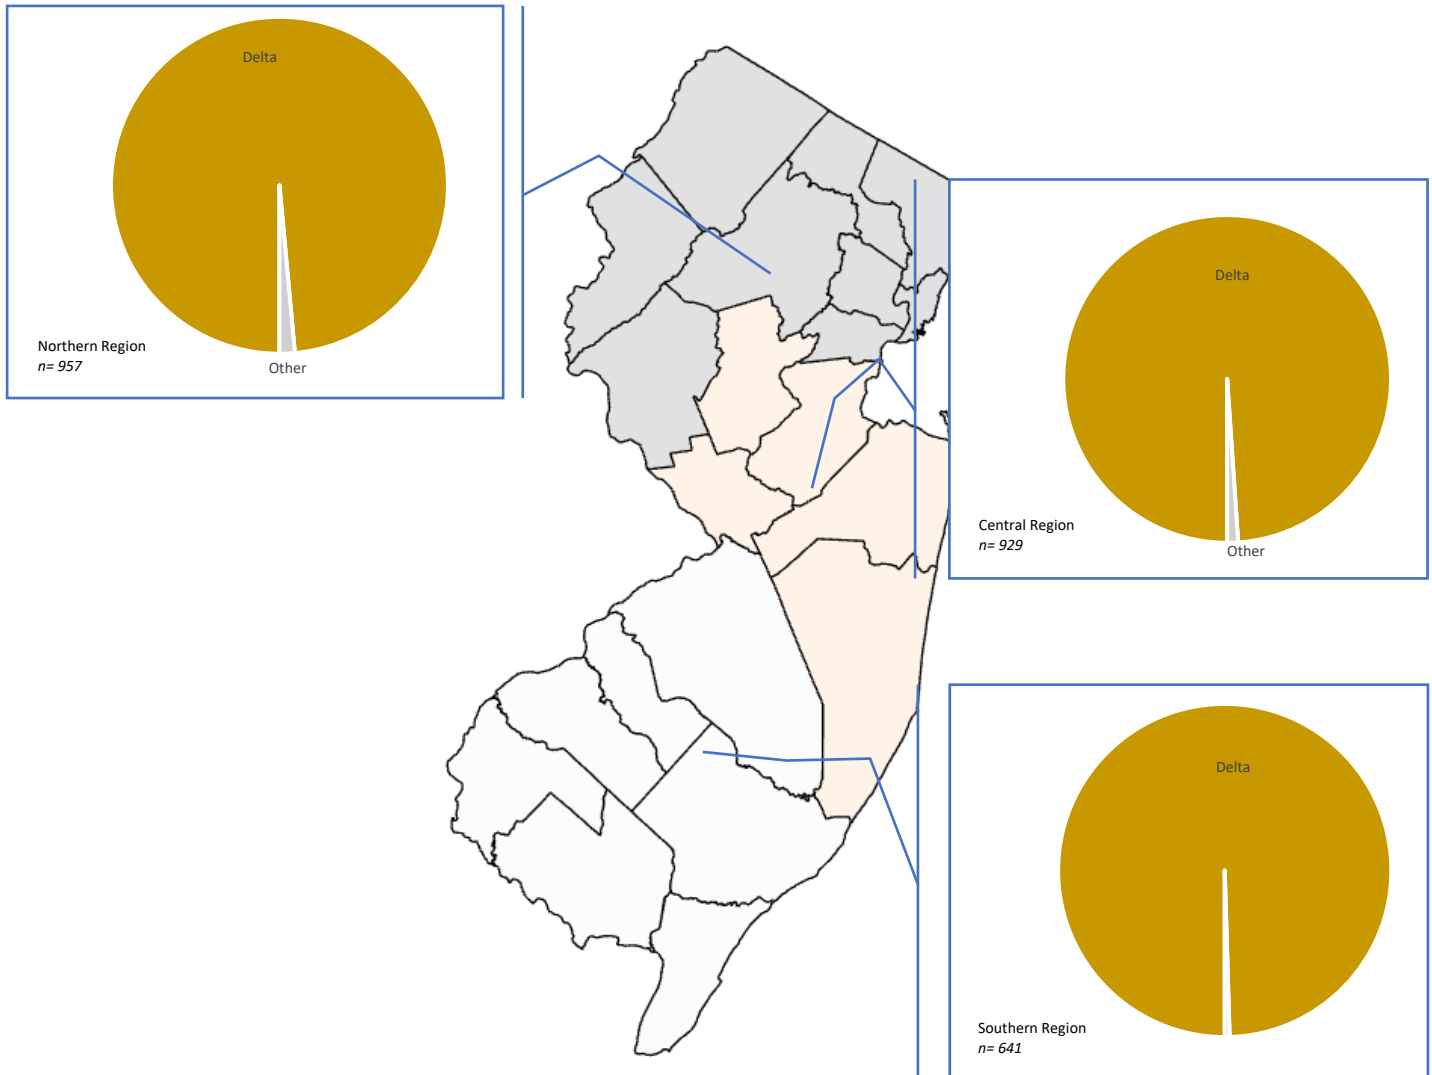 Delta
Northern Region
n= 957
Other
Delta
Central Region
n= 929
Other
Delta
Southern Region
n= 641